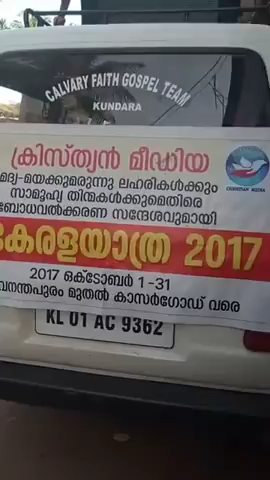 CALVARY FAITH GOSPEL TEAM
KUNDARA
ക്രിസ്ത്യൻ മീഡിയ
മദ്യ-മയക്കുമരുന്നു ലഹരികൾക്കും
സാമൂഹ്യ തിന്മകൾക്കുമെതിരെ
ബോധവൽക്കരണ സന്ദേശവുമായി
CHRISTIAN MEDIA
കേരളയാത്ര 2017
2017 ഒക്ടോബർ 1-31
വനന്തപുരം മുതൽ കാസർഗോഡ് വരെ
KL 01 AC 9362